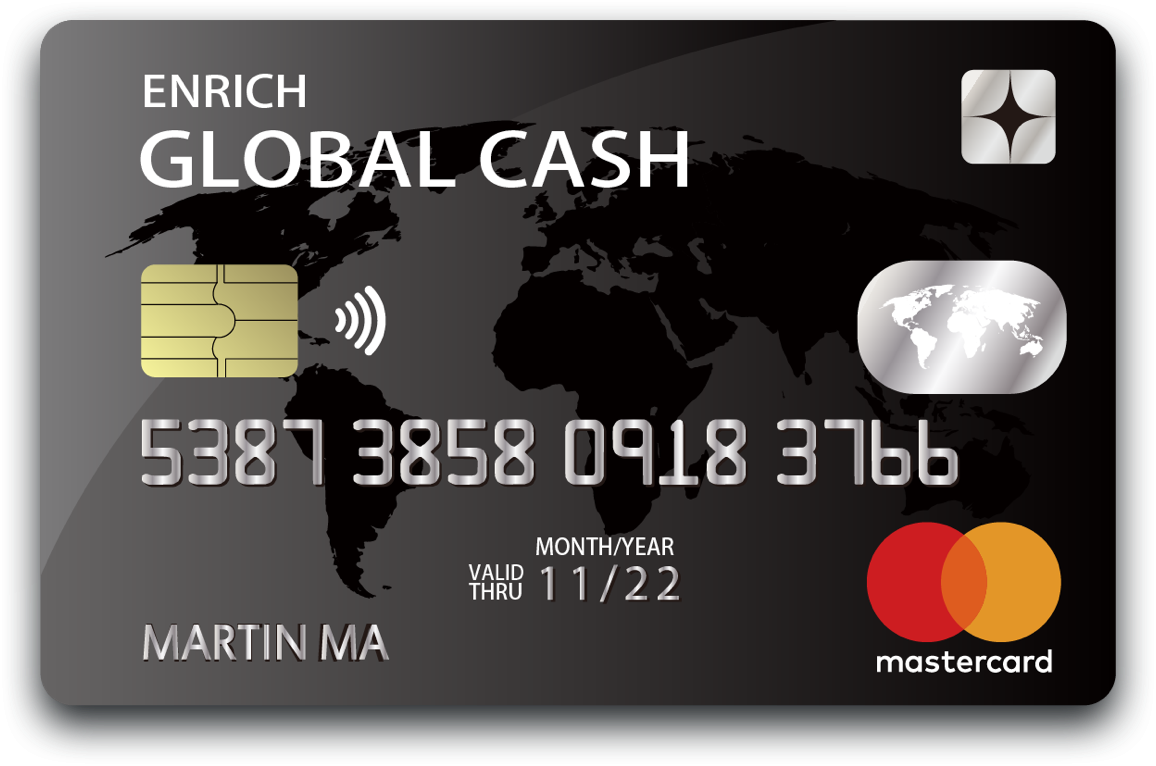 ENRICH
GLOBAL CASH
5387 3858 0918 3766
MONTH/YEAR
VALID THRU 11/22
MARTIN MA
mastercard